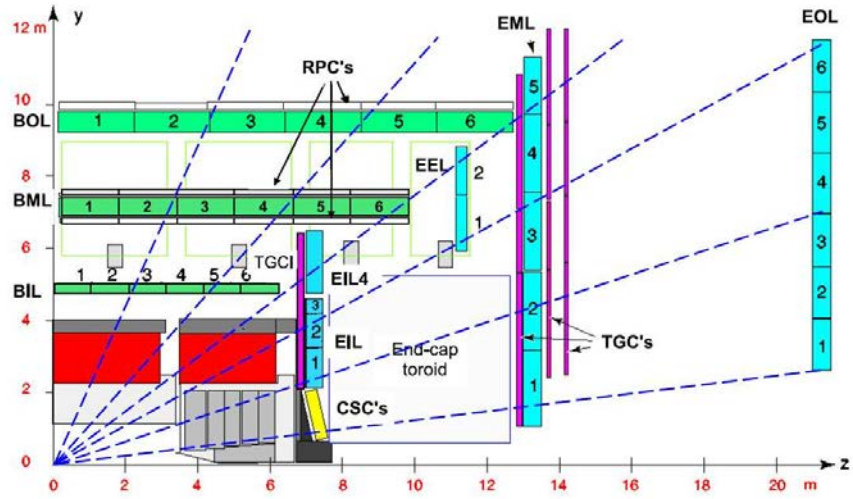 y
12 m
EML
EOL
RPC's
10
BOL
1 2 3 4 5 6
5
6
5
8
EEL
2
4
4
BML
1 2 3 4 5 6
1
3
3
6
TGCI
1 2 3 4 5 6
BIL
EIL4
2
2
4
3
2
EIL
1
End-cap
toroid
TGC's
1
1
2
CSC's
0
z
0 2 4 6 8 10 12 14 16 18 20 m